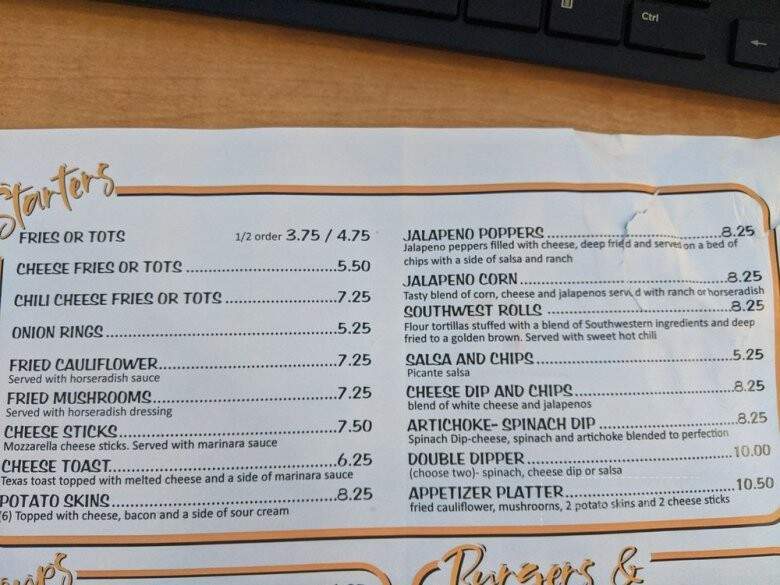 Ctrl
Starters
FRIES OR TOTS 1/2 order 3.75 / 4.75
CHEESE FRIES OR TOTS ..............................5.50
CHILI CHEESE FRIES OR TOTS ......................7.25
ONION RINGS..............................................5.25
FRIED CAULIFLOWER...................................7.25
Served with horseradish sauce
FRIED MUSHROOMS.....................................7.25
Served with horseradish dressing
CHEESE STICKS............................................7.50
Mozzarella cheese sticks. Served with marinara sauce
CHEESE TOAST.............................................6.25
Texas toast topped with melted cheese and a side of marinara sauce
POTATO SKINS.............................................8.25
(6) Topped with cheese, bacon and a side of sour cream
JALAPENO POPPERS....................................8.25
Jalapeno peppers filled with cheese, deep fried and served on a bed of
chips with a side of salsa and ranch
JALAPENO CORN..........................................8.25
Tasty blend of corn, cheese and jalapenos served with ranch or horseradish
SOUTHWEST ROLLS .....................................8.25
Flour tortillas stuffed with a blend of Southwestern ingredients and deep
fried to a golden brown. Served with sweet hot chili
SALSA AND CHIPS........................................5.25
Picante salsa
CHEESE DIP AND CHIPS.................................8.25
blend of white cheese and jalapenos
ARTICHOKE- SPINACH DIP ............................8.25
Spinach Dip-cheese, spinach and artichoke blended to perfection
DOUBLE DIPPER..........................................10.00
(choose two)- spinach, cheese dip or salsa
APPETIZER PLATTER....................................10.50
fried cauliflower, mushrooms, 2 potato skins and 2 cheese sticks
Burgers &